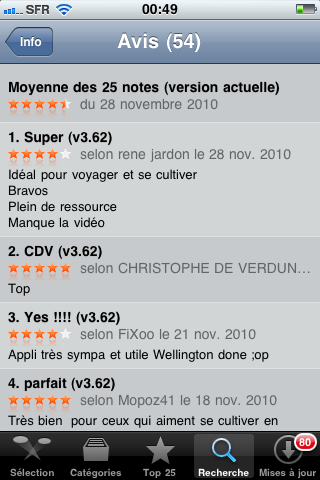 SFR 00:49
Info Avis (54)
Moyenne des 25 notes (version actuelle)
du 28 novembre 2010
1. Super (v3.62)
selon rene jardon le 28 nov. 2010
Idéal pour voyager et se cultiver
Bravos
Plein de ressource
Manque la vidéo
2. CDV (v3.62)
selon CHRISTOPHE DE VERDUN...
Top
3. Yes !!!! (v3.62)
selon FiXoo le 21 nov. 2010
Appli très sympa et utile Wellington done ;op
4. parfait (v3.62)
selon Mopoz41 le 18 nov. 2010
Très bien  pour ceux qui aiment se cultiver en
80
Sélection Catégories Top 25 Recherche Mises à jour